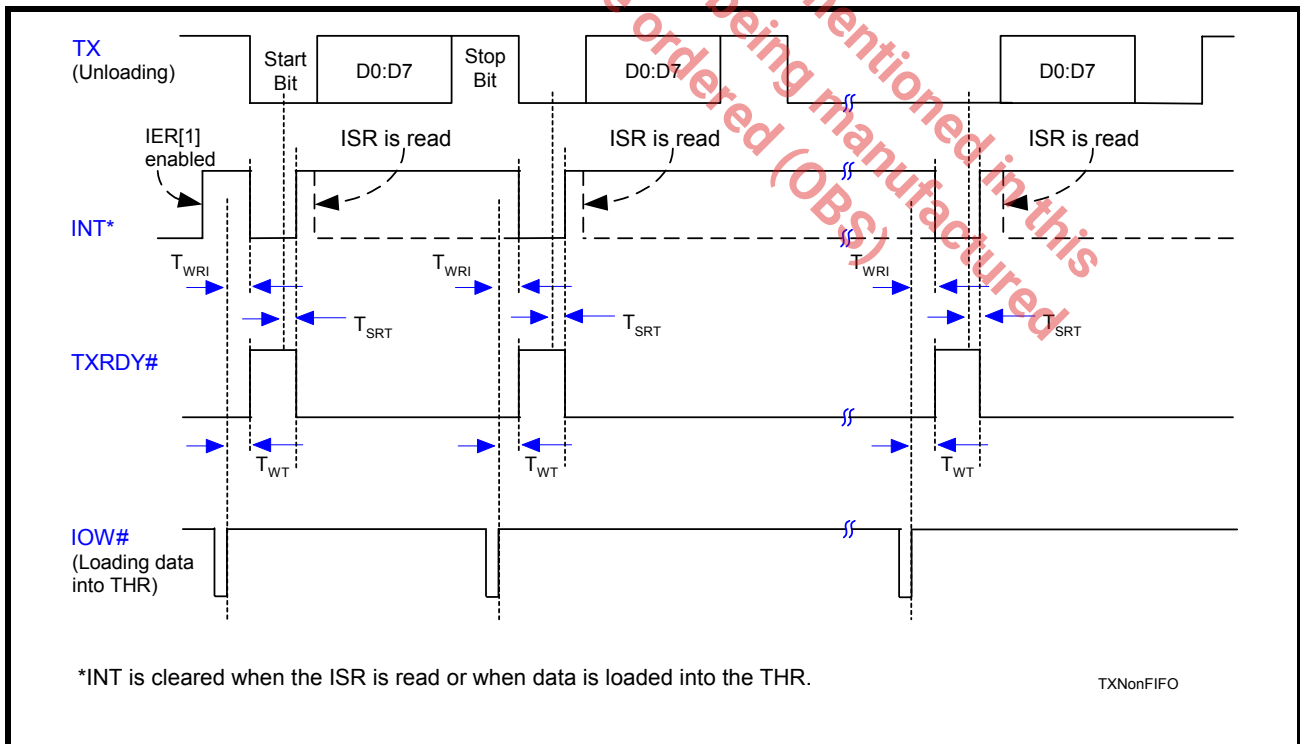 TX
(Unloading)
Start
Bit
D0:D7
Stop
Bit
D0:D7
D0:D7
IER[1]
enabled
ISR is read
ISR is read
ISR is read
INT*
TWRI
TWRI
TWRI
TSRT
TSRT
TSRT
TXRDY#
TWT
TWT
TWT
IOW#
(Loading data
into THR)
*INT is cleared when the ISR is read or when data is loaded into the THR.
TXNonFIFO
mentioned in this
being manufactured
ordered (OBS)